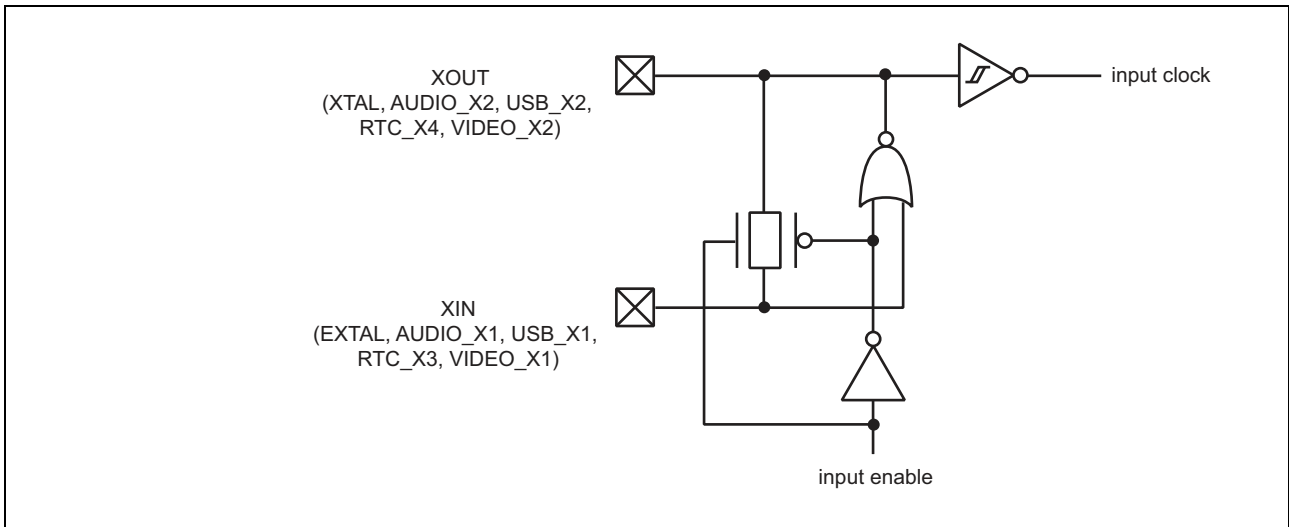 XOUT
(XTAL, AUDIO_X2, USB_X2,
RTC_X4, VIDEO_X2)
input clock
XIN
(EXTAL, AUDIO_X1, USB_X1,
RTC_X3, VIDEO_X1)
input enable